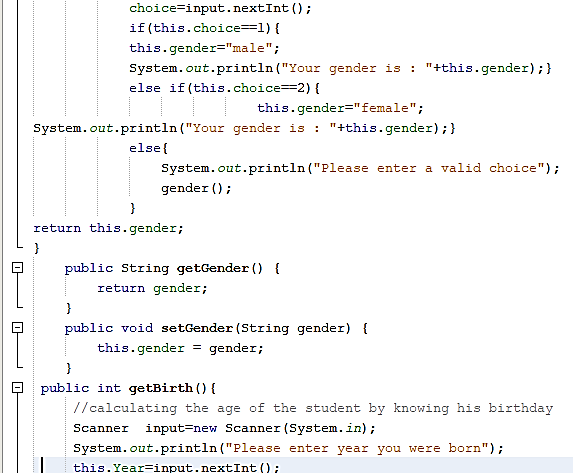 choice=input.nextInt();
if(this.choice==1){
this.gender="male";
System.out.println("Your gender is : "+this.gender);}
else if(this.choice==2){
this.gender="female";
System.out.println("Your gender is : "+this.gender);}
else{
System.out.println("Please enter a valid choice");
gender();
}
return this.gender;
}
public String getGender() {
return gender;
}
public void setGender(String gender) {
this.gender = gender;
}
public int getBirth(){
//calculating the age of the student by knowing his birthday
Scanner  input=new Scanner(System.in);
System.out.println("Please enter year you were born");
this.Year=input.nextInt();